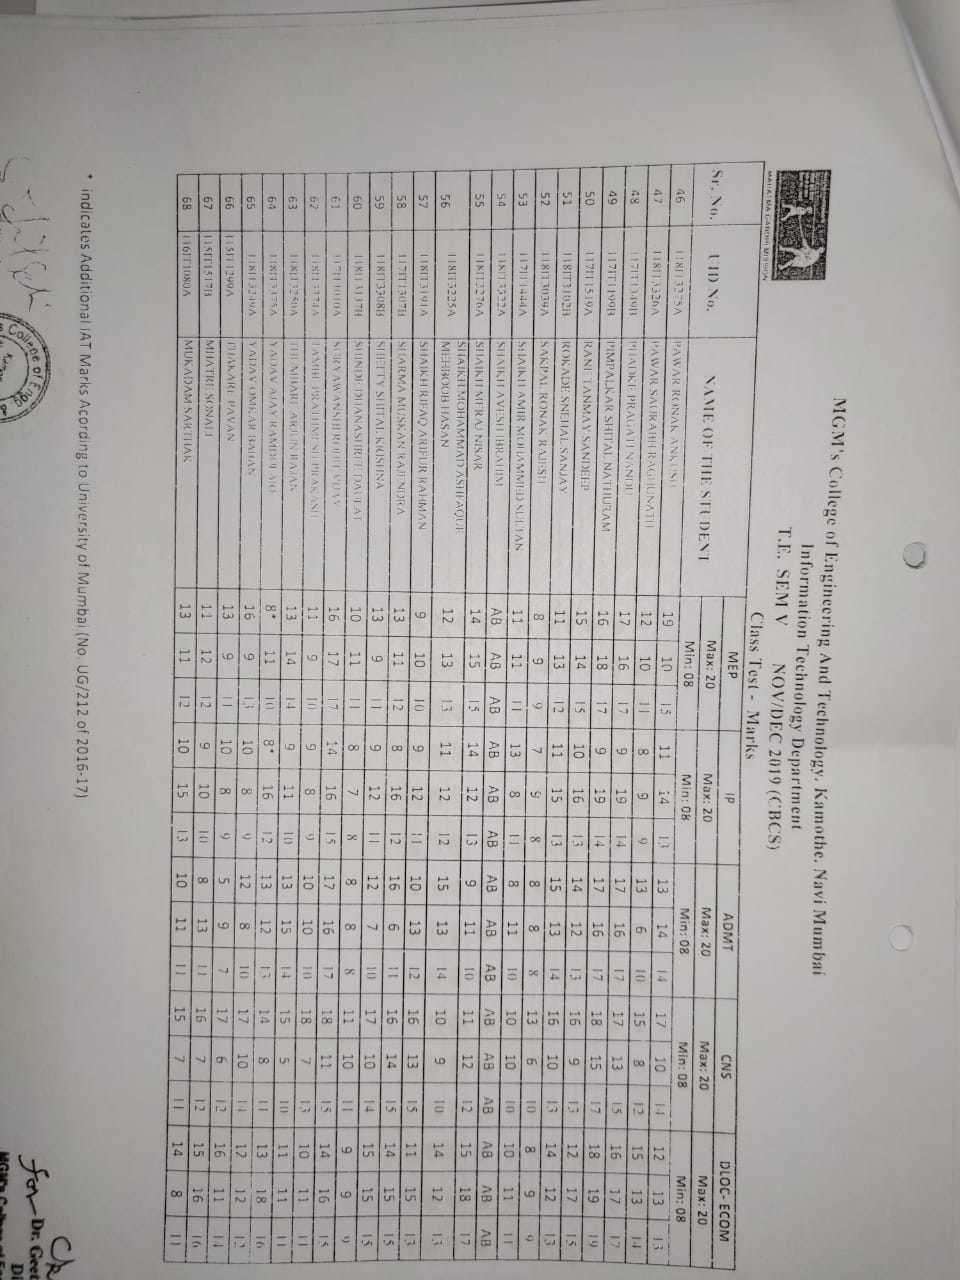 MAHATMA GANDHI MISSION
MGM's College of Engineering And Technology, Kamothe, Navi Mumbai
Information Technology Department
T.E. SEM V NOV/DEC 2019 (CBCS)
Class Test - Marks
Sr. No. UID No. NAME OF THE STUDENT MEP IP ADMT CNS DLOC- ECOM
Max: 20 Max: 20 Max: 20 Max: 20 Max: 20
Min: 08 Min: 08 Min: 08 Min: 08 Min: 08
46 118IT3275A PAWAR RONAK ANKUSH 19 10 15 11 14 13 13 14 14 17 10 14 12 13 13
47 118IT3326A PAWAR SAURABH RAGHUNATH 12 10 11 8 9 9 13 6 10 15 8 12 15 13 14
48 117IT1349B PHADKE PRAGATI NANDU 17 16 17 9 19 14 17 16 17 17 13 15 16 17 17
49 117IT1199B PIMPALKAR SHITAL NATHURAM 16 18 17 9 19 14 17 16 17 18 15 17 18 19 19
50 117IT1519A RANE TANMAY SANDEEP 15 14 15 10 16 13 14 12 13 16 9 13 12 17 15
51 118IT3102B ROKADE SNEHAL SANJAY 11 13 12 11 15 13 15 13 14 16 10 13 14 12 13
52 118IT3039A SAKPAL RONAK RAJESH 8 9 9 7 9 8 8 8 8 13 6 10 8 9 9
53 117IT1444A SHAIKH AMIR MOHAMMED SULTAN 11 11 11 13 8 11 8 11 10 10 10 10 10 11 11
54 118IT3322A SHAIKH AVESH IBRAHIM AB AB AB AB AB AB AB AB AB AB AB AB AB AB AB
55 118IT3276A SHAIKH MERAJ NISAR 14 15 15 14 12 13 9 11 10 11 12 12 15 18 17
56 118IT3225A SHAIKH MOHAMMAD ASHFAQUE MEHBOOB HASAN 12 13 13 11 12 12 15 13 14 10 9 10 14 12 13
57 118IT3191A SHAIKH RIFAQ ARIFUR RAHMAN 9 10 10 9 12 11 10 13 12 16 13 15 11 15 13
58 117IT1307B SHARMA MUSKAN RAJENDRA 13 11 12 8 16 12 16 6 11 16 14 15 14 15 15
59 118IT3308B SHETTY SHITAL KRISHNA 13 9 11 9 12 11 12 7 10 17 10 14 15 15 15
60 118IT3137B SHINDE DHANASHREE DAULAT 10 11 11 8 7 8 8 8 8 11 10 11 9 9 9
61 117IT1010A SURYAWANSHI ROHIT VIJAY 16 17 17 14 16 15 17 16 17 18 11 15 14 16 15
62 TAMBE PRATHMESH PRAKASH 11 9 10 9 8 9 10 10 10 18 7 13 10 11 11
63 118IT3250A THUMBARE ARJUN RAJAN 13 14 14 9 11 10 13 15 14 15 5 10 11 11 11
64 118IT3475A YADAV AJAY RAMDULARE 8* 11 10 8* 16 12 13 12 13 14 8 11 13 18 16
65 118IT3249A YADAV OMKAR BABAN 16 9 13 10 8 9 12 8 10 17 10 14 12 12 12
66 115IT1299A THAKARE PAVAN 13 9 11 10 8 9 5 9 7 17 6 12 16 11 14
67 115IT1517B MHATRE SONALI 11 12 12 9 10 10 8 13 11 16 7 12 15 16 16
68 116IT1080A MUKADAM SARTHAK 13 11 12 10 15 13 10 11 11 15 7 11 14 8 11
* indicates Additional IAT Marks Acording to University of Mumbai (No. UG/212 of 2016-17)
College of Engg
for Dr. Geet